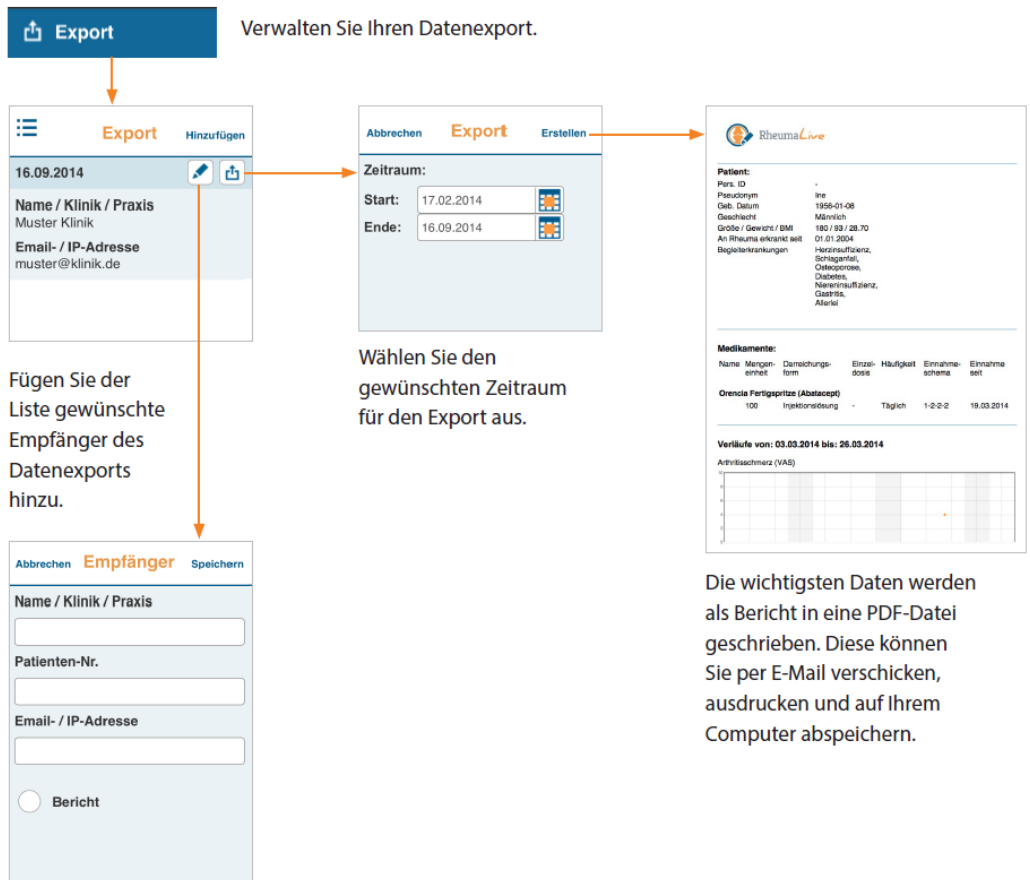 Export
Verwalten Sie Ihren Datenexport.
Export
Hinzufügen
16.09.2014
Name / Klinik / Praxis
Muster Klinik
Email- / IP-Adresse
muster@klinik.de
Fügen Sie der
Liste gewünschte
Empfänger des
Datenexports
hinzu.
Abbrechen
Empfänger
Speichern
Name / Klinik / Praxis
Patienten-Nr.
Email- / IP-Adresse
Bericht
Abbrechen
Export
Erstellen
Zeitraum:
Start: 17.02.2014
Ende: 16.09.2014
Wählen Sie den
gewünschten Zeitraum
für den Export aus.
RheumaLive
Patient:
Pers. ID -
Pseudonym Ine
Geb. Datum 1956-01-06
Geschlecht Männlich
Größe / Gewicht / BMI 180 / 93 / 28.70
An Rheuma erkrankt seit 01.01.2004
Begleiterkrankungen Herzinsuffizienz,
Schlaganfall,
Osteoporose,
Diabetes,
Niereninsuffizienz,
Gastritis,
Allerlei
Medikamente:
Name Mengen- Darreichungs- Einzel- Häufigkeit Einnahme- Einnahme
einheit form dosis schema seit
Orencia Fertigspritze (Abatacept)
100 Injektionslösung - Täglich 1-2-2-2 19.03.2014
Verläufe von: 03.03.2014 bis: 26.03.2014
Arthritisschmerz (VAS)
10
8
6
4
2
0
Die wichtigsten Daten werden
als Bericht in eine PDF-Datei
geschrieben. Diese können
Sie per E-Mail verschicken,
ausdrucken und auf Ihrem
Computer abspeichern.